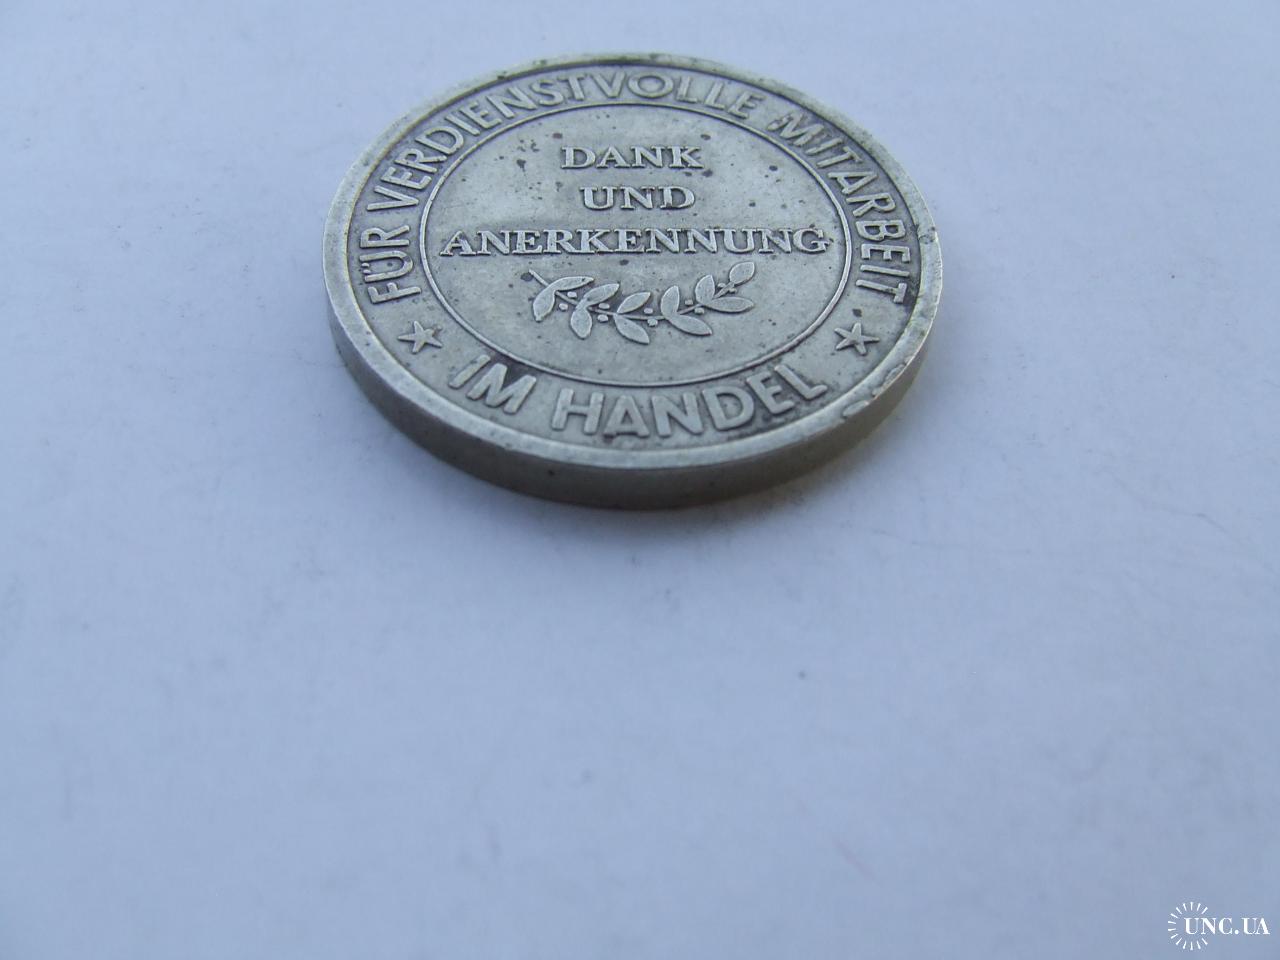 FÜR VERDIENSTVOLLE MITARBEIT
DANK
UND
ANERKENNUNG
IM HANDEL
UNC.UA